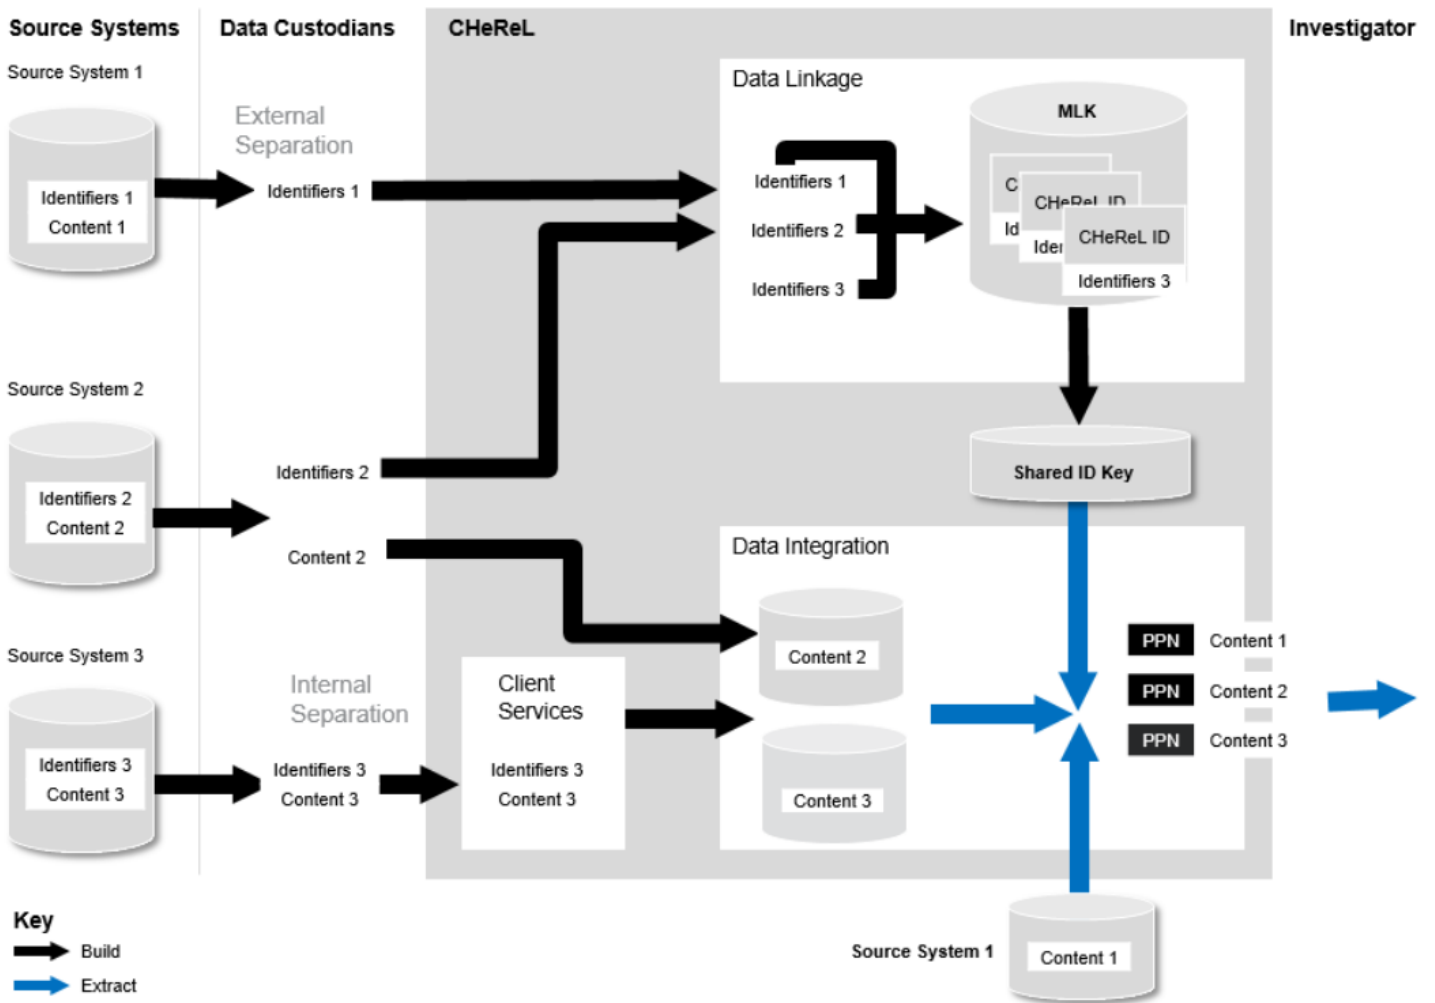 Source Systems
Data Custodians
CHeReL
Investigator
Source System 1
Identifiers 1
Content 1
External
Separation
Identifiers 1
Data Linkage
Identifiers 1
Identifiers 2
Identifiers 3
MLK
C
Id
CHeReL ID
Iden
CHeReL ID
Identifiers 3
Source System 2
Identifiers 2
Content 2
Identifiers 2
Content 2
Shared ID Key
Data Integration
Content 2
Content 3
PPN Content 1
PPN Content 2
PPN Content 3
Source System 3
Identifiers 3
Content 3
Internal
Separation
Identifiers 3
Content 3
Client
Services
Identifiers 3
Content 3
Source System 1
Content 1
Key
Build
Extract